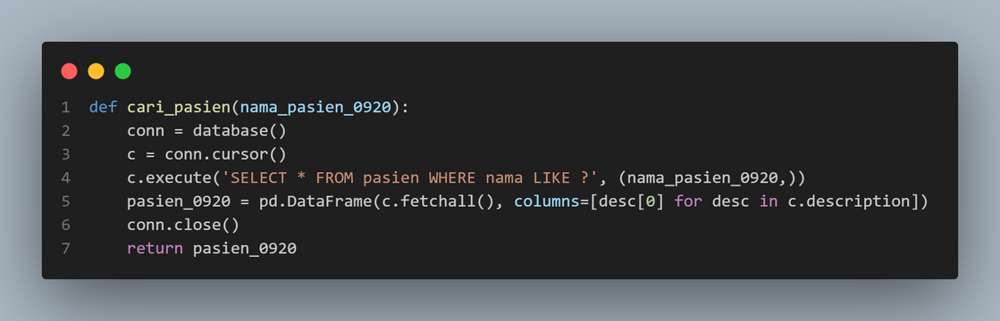 1 def cari_pasien(nama_pasien_0920):
2     conn = database()
3     c = conn.cursor()
4     c.execute('SELECT * FROM pasien WHERE nama LIKE ?', (nama_pasien_0920,))
5     pasien_0920 = pd.DataFrame(c.fetchall(), columns=[desc[0] for desc in c.description])
6     conn.close()
7     return pasien_0920